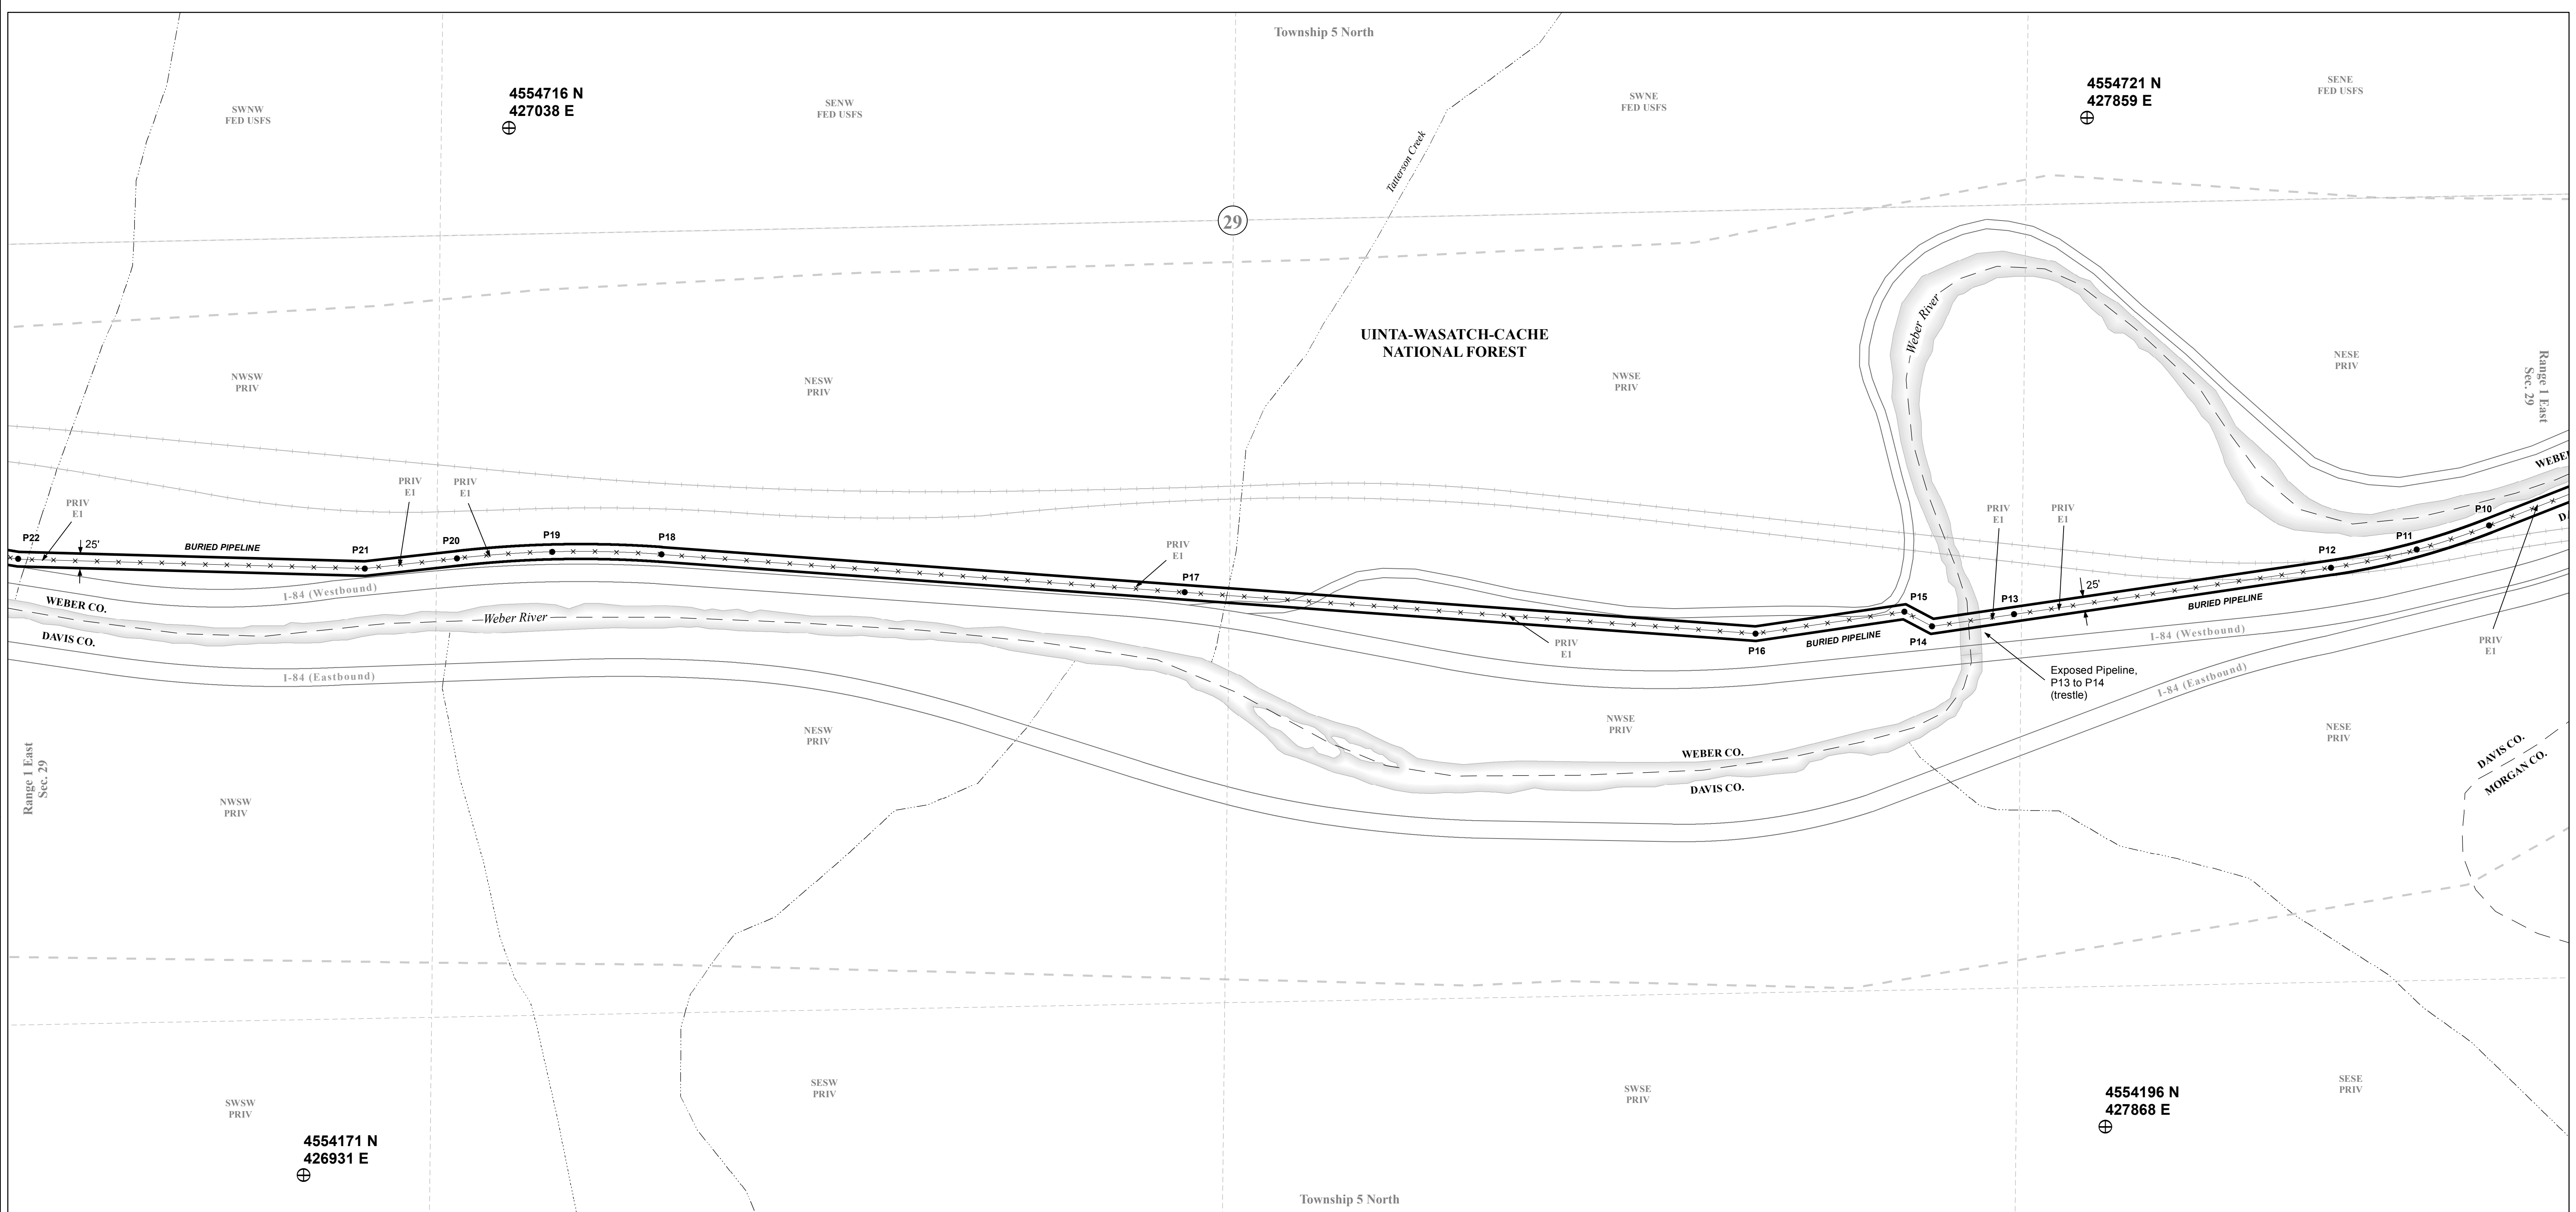 Township 5 North
4554716 N
427038 E
4554721 N
427859 E
SWNW
FED USFS
SENW
FED USFS
SWNE
FED USFS
SENE
FED USFS
Tatterson Creek
29
UINTA-WASATCH-CACHE
NATIONAL FOREST
Weber River
NWSW
PRIV
NESW
PRIV
NWSE
PRIV
NESE
PRIV
Range 1 East
Sec. 29
WEBER
PRIV
E1
PRIV
E1
PRIV
E1
PRIV
E1
PRIV
E1
PRIV
E1
P22
25'
BURIED PIPELINE
P21
P20
P19
P18
P17
P15
P13
25'
P12
P11
P10
DA
BURIED PIPELINE
I-84 (Westbound)
WEBER CO.
DAVIS CO.
Weber River
PRIV
E1
P16
BURIED PIPELINE
P14
I-84 (Westbound)
PRIV
E1
Exposed Pipeline,
P13 to P14
(trestle)
I-84 (Eastbound)
I-84 (Eastbound)
Range 1 East
Sec. 29
NESW
PRIV
NWSE
PRIV
NESE
PRIV
WEBER CO.
DAVIS CO.
DAVIS CO.
MORGAN CO.
NWSW
PRIV
SWSW
PRIV
SESW
PRIV
SWSE
PRIV
SESE
PRIV
4554171 N
426931 E
4554196 N
427868 E
Township 5 North